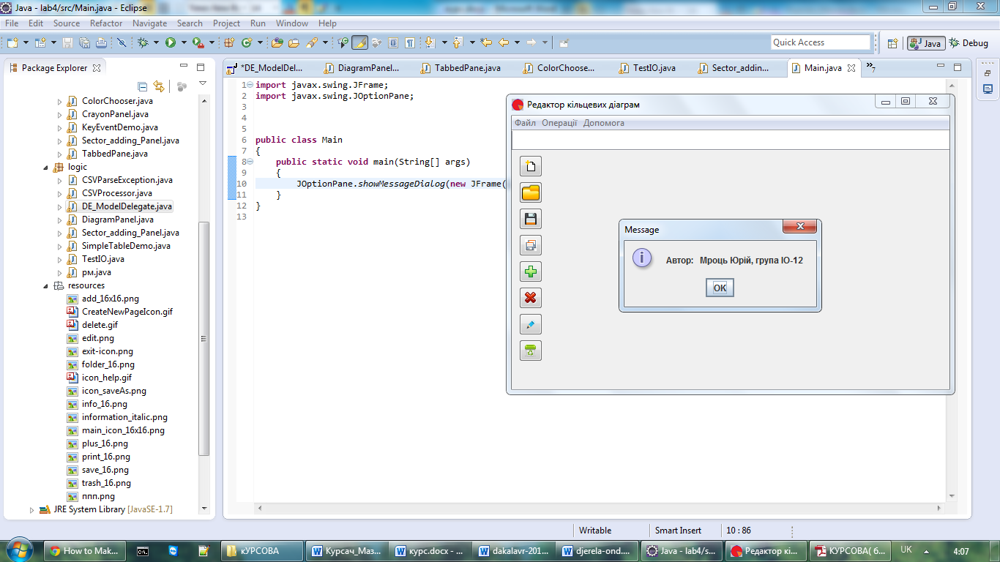 Java - lab4/src/Main.java - Eclipse
File Edit Source Refactor Navigate Search Project Run Window Help
Quick Access
Java
Debug
Package Explorer
*DE_ModelDel... DiagramPanel... TabbedPane.java ColorChoose... TestIO.java Sector_addin... Main.java »7
ColorChooser.java
CrayonPanel.java
KeyEventDemo.java
Sector_adding_Panel.java
TabbedPane.java
logic
CSVParseException.java
CSVProcessor.java
DE_ModelDelegate.java
DiagramPanel.java
Sector_adding_Panel.java
SimpleTableDemo.java
TestIO.java
рм.java
resources
add_16x16.png
CreateNewPageIcon.gif
delete.gif
edit.png
exit-icon.png
folder_16.png
icon_help.gif
icon_saveAs.png
info_16.png
information_italic.png
main_icon_16x16.png
plus_16.png
print_16.png
save_16.png
trash_16.png
ппп.png
JRE System Library [JavaSE-1.7]
1 import javax.swing.JFrame;
2 import javax.swing.JOptionPane;
3
4
5
6 public class Main
7 {
8 public static void main(String[] args)
9 {
10 JOptionPane.showMessageDialog(new JFrame(
11 }
12 }
13
Редактор кільцевих діаграм
Файл Операції Допомога
Message
Автор: Мроць Юрій, група ІО-12
OK
Writable Smart Insert 10 : 86
How to Mak... кУРСОВА Курсач_Маз... курс.docx - ... dakalavr-201... djerela-ond... Java - lab4/s... Редактор кі... КУРСОВА( б... UK 4:07